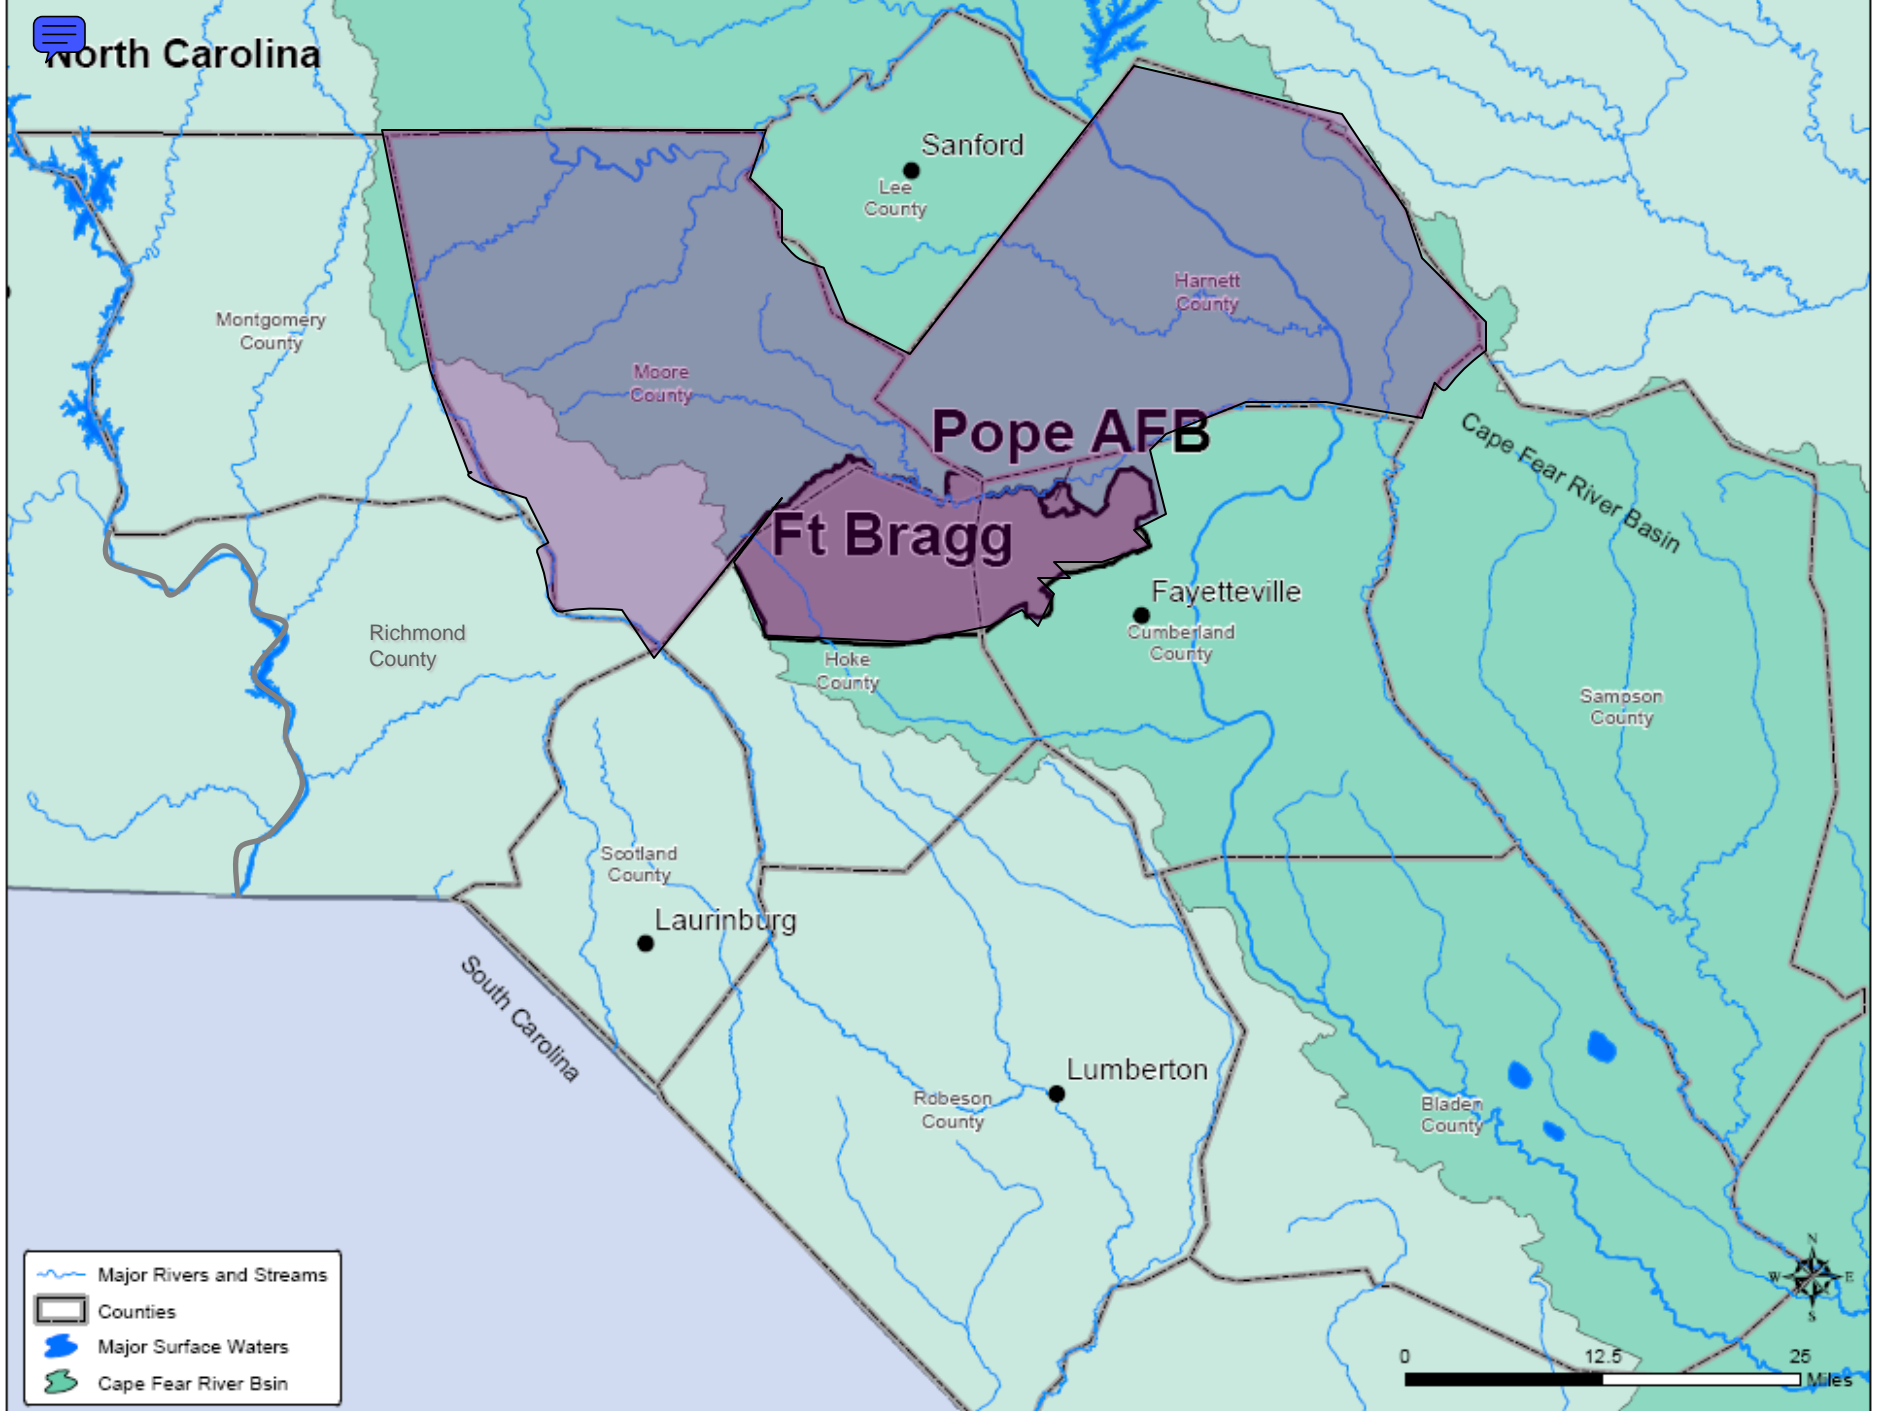 North Carolina
Sanford
Lee
County
Harnett
County
Montgomery
County
Moore
County
Pope AFB
Cape Fear River Basin
Ft Bragg
Fayetteville
Cumberland
County
Richmond
County
Hoke
County
Sampson
County
Scotland
County
Laurinburg
South Carolina
Lumberton
Robeson
County
Bladen
County
N
W
E
S
Major Rivers and Streams
Counties
Major Surface Waters
Cape Fear River Bsin
0
12.5
25
Miles